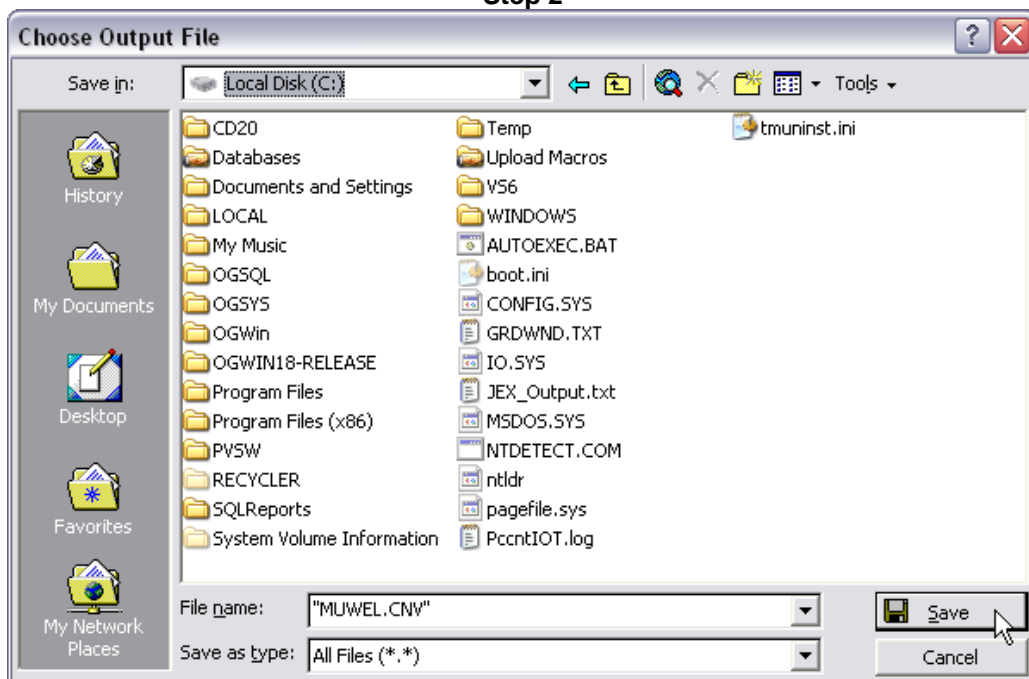 Step 2
Choose Output File
Save in:
Local Disk (C:)
Tools
History
My Documents
Desktop
Favorites
My Network
Places
CD20
Databases
Documents and Settings
LOCAL
My Music
OGSQL
OGSYS
OGWin
OGWIN18-RELEASE
Program Files
Program Files (x86)
PVSW
RECYCLER
SQLReports
System Volume Information
Temp
Upload Macros
VS6
WINDOWS
AUTOEXEC.BAT
boot.ini
CONFIG.SYS
GRDWND.TXT
IO.SYS
JEX_Output.txt
MSDOS.SYS
NTDETECT.COM
ntldr
pagefile.sys
PccntIOT.log
tmuninst.ini
File name:
"MUWEL.CNV"
Save
Save as type:
All Files (*.*)
Cancel